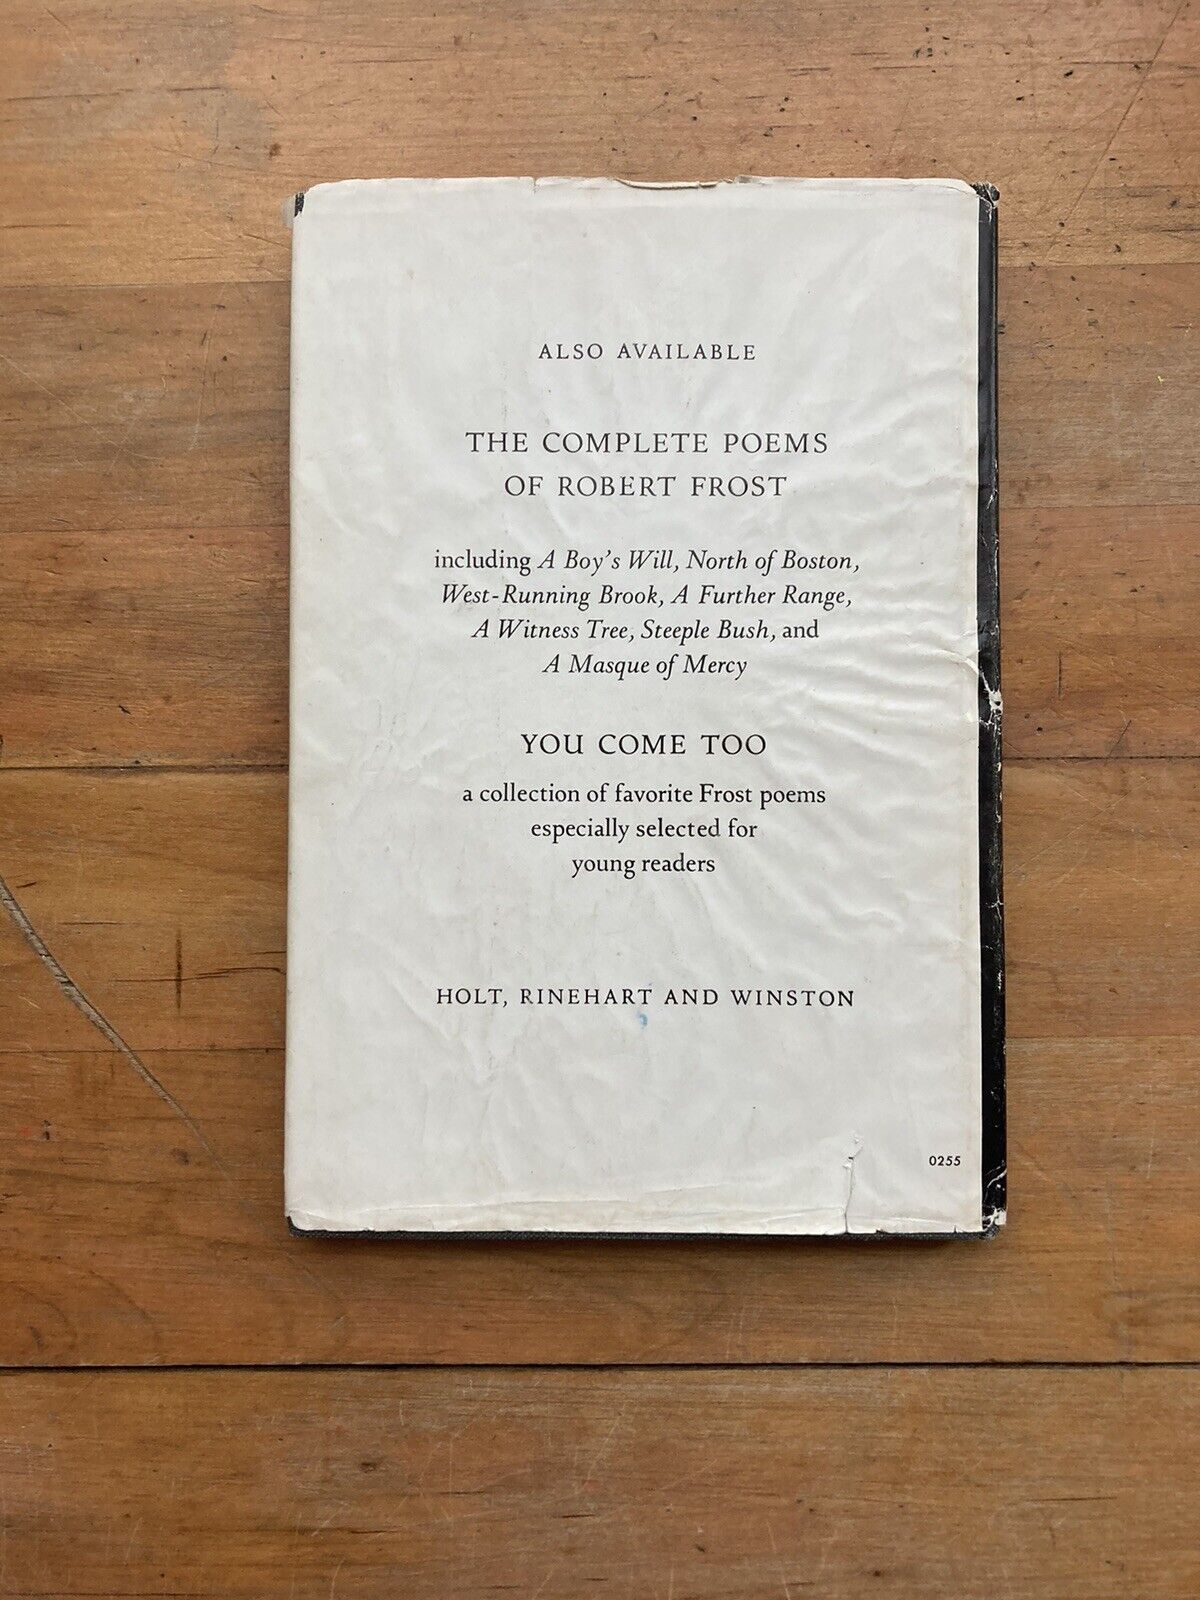 ALSO AVAILABLE
THE COMPLETE POEMS
OF ROBERT FROST
including A Boy's Will, North of Boston,
West-Running Brook, A Further Range,
A Witness Tree, Steeple Bush, and
A Masque of Mercy
YOU COME TOO
a collection of favorite Frost poems
especially selected for
young readers
HOLT, RINEHART AND WINSTON
0255